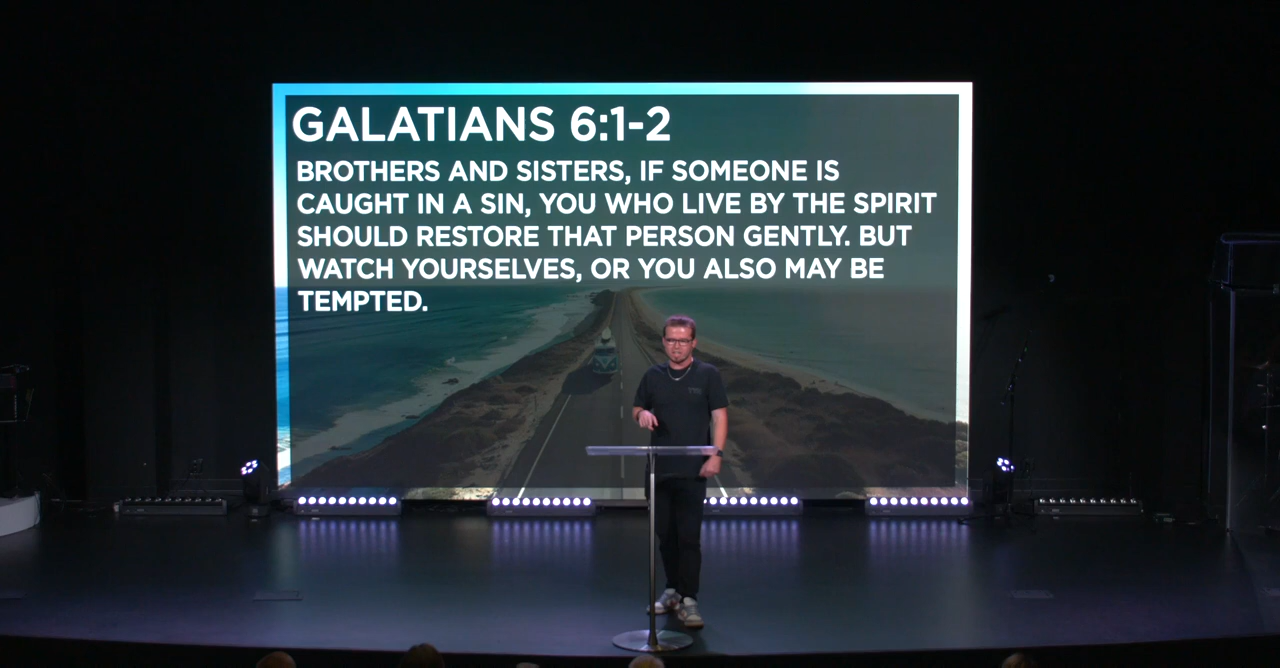 GALATIANS 6:1-2
BROTHERS AND SISTERS, IF SOMEONE IS
CAUGHT IN A SIN, YOU WHO LIVE BY THE SPIRIT
SHOULD RESTORE THAT PERSON GENTLY. BUT
WATCH YOURSELVES, OR YOU ALSO MAY BE
TEMPTED.